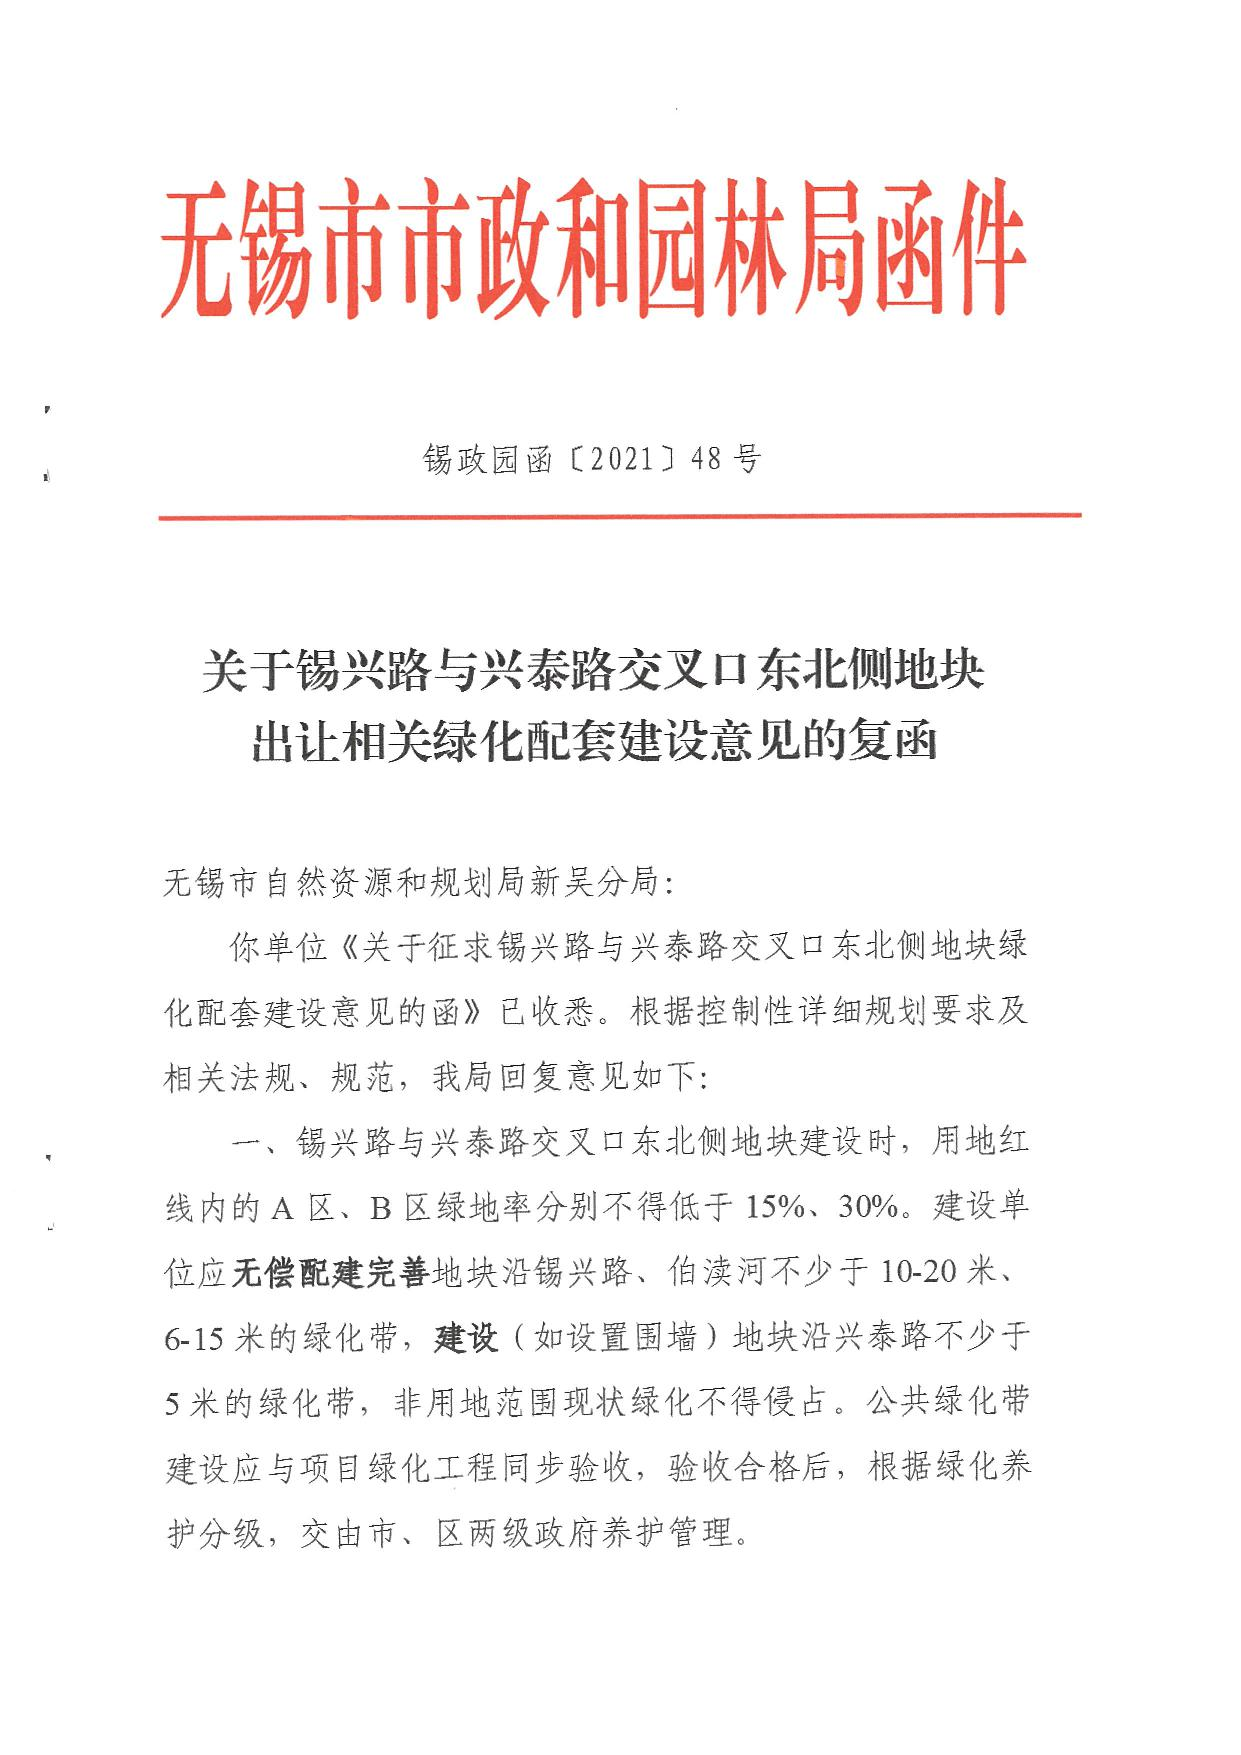 无锡市市政和园林局函件
锡政园函〔2021〕48 号
关于锡兴路与兴泰路交叉口东北侧地块
出让相关绿化配套建设意见的复函
无锡市自然资源和规划局新吴分局：
你单位《关于征求锡兴路与兴泰路交叉口东北侧地块绿
化配套建设意见的函》已收悉。根据控制性详细规划要求及
相关法规、规范，我局回复意见如下：
一、锡兴路与兴泰路交叉口东北侧地块建设时，用地红
线内的 A 区、B 区绿地率分别不得低于 15%、30%。建设单
位应无偿配建完善地块沿锡兴路、伯渎河不少于 10-20 米、
6-15 米的绿化带，建设（如设置围墙）地块沿兴泰路不少于
5 米的绿化带，非用地范围现状绿化不得侵占。公共绿化带
建设应与项目绿化工程同步验收，验收合格后，根据绿化养
护分级，交由市、区两级政府养护管理。